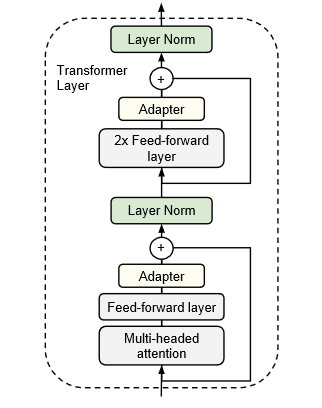 Layer Norm
Transformer
Layer
+
Adapter
2x Feed-forward
layer
Layer Norm
+
Adapter
Feed-forward layer
Multi-headed
attention